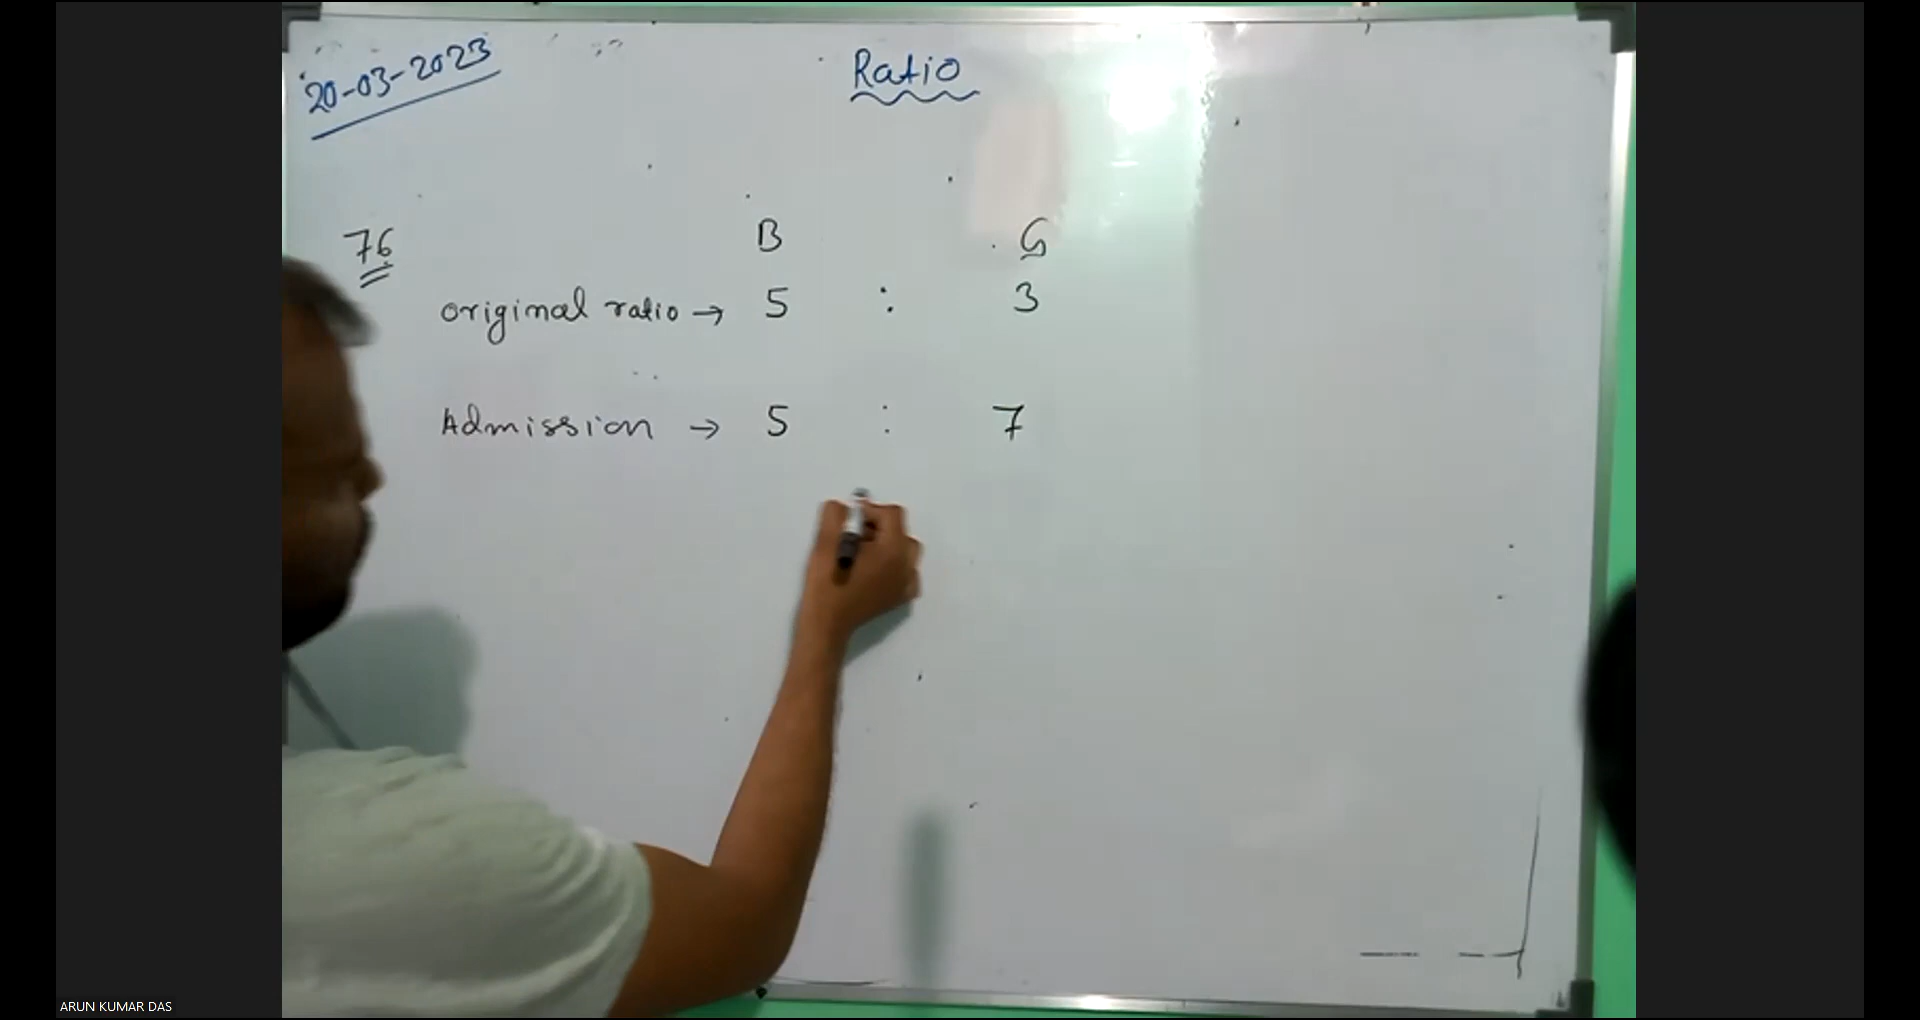 20-03-2023
Ratio
76
B G
original ratio → 5 : 3
Admission → 5 : 7
ARUN KUMAR DAS